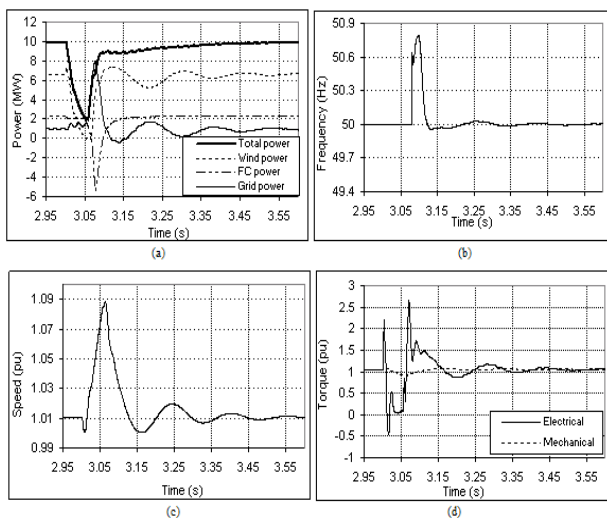 Power (MW)
12
10
8
6
4
2
0
-2
-4
-6
2.95 3.05 3.15 3.25 3.35 3.45 3.55
Total power
Wind power
FC power
Grid power
Time (s)
(a)
Frequency (Hz)
50.9
50.6
50.3
50
49.7
49.4
2.95 3.05 3.15 3.25 3.35 3.45 3.55
Time (s)
(b)
Speed (pu)
1.09
1.07
1.05
1.03
1.01
0.99
2.95 3.05 3.15 3.25 3.35 3.45 3.55
Time (s)
(c)
Torque (pu)
3
2.5
2
1.5
1
0.5
0
-0.5
-1
2.95 3.05 3.15 3.25 3.35 3.45 3.55
Electrical
Mechanical
Time (s)
(d)